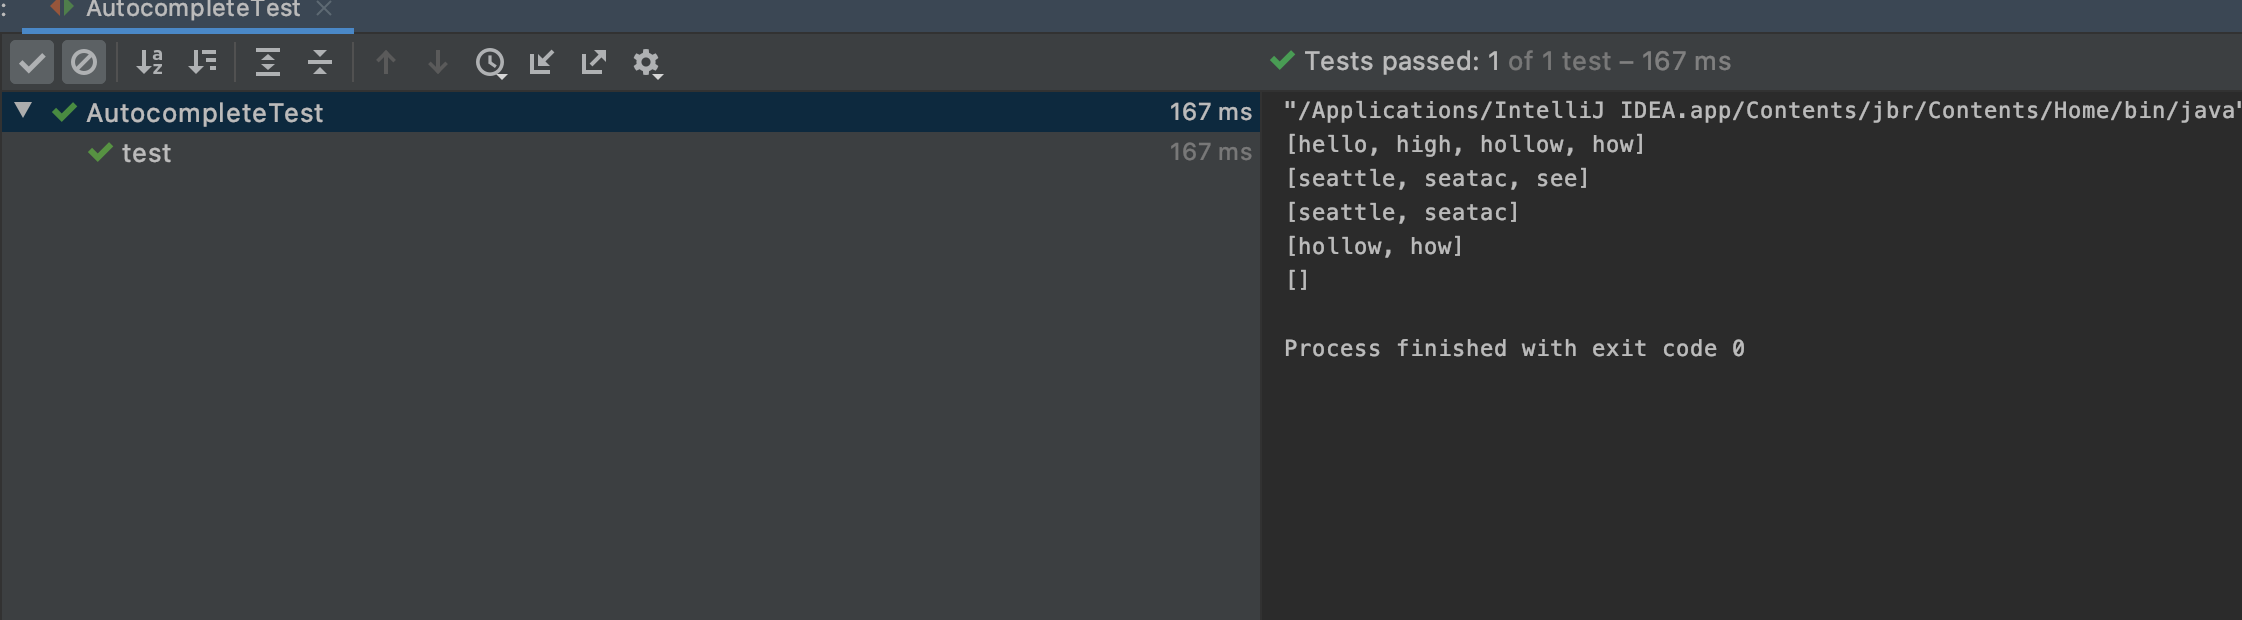 : AutocompleteTest
Tests passed: 1 of 1 test – 167 ms
AutocompleteTest 167 ms
test 167 ms
"/Applications/IntelliJ IDEA.app/Contents/jbr/Contents/Home/bin/java"
[hello, high, hollow, how]
[seattle, seatac, see]
[seattle, seatac]
[hollow, how]
[]
Process finished with exit code 0